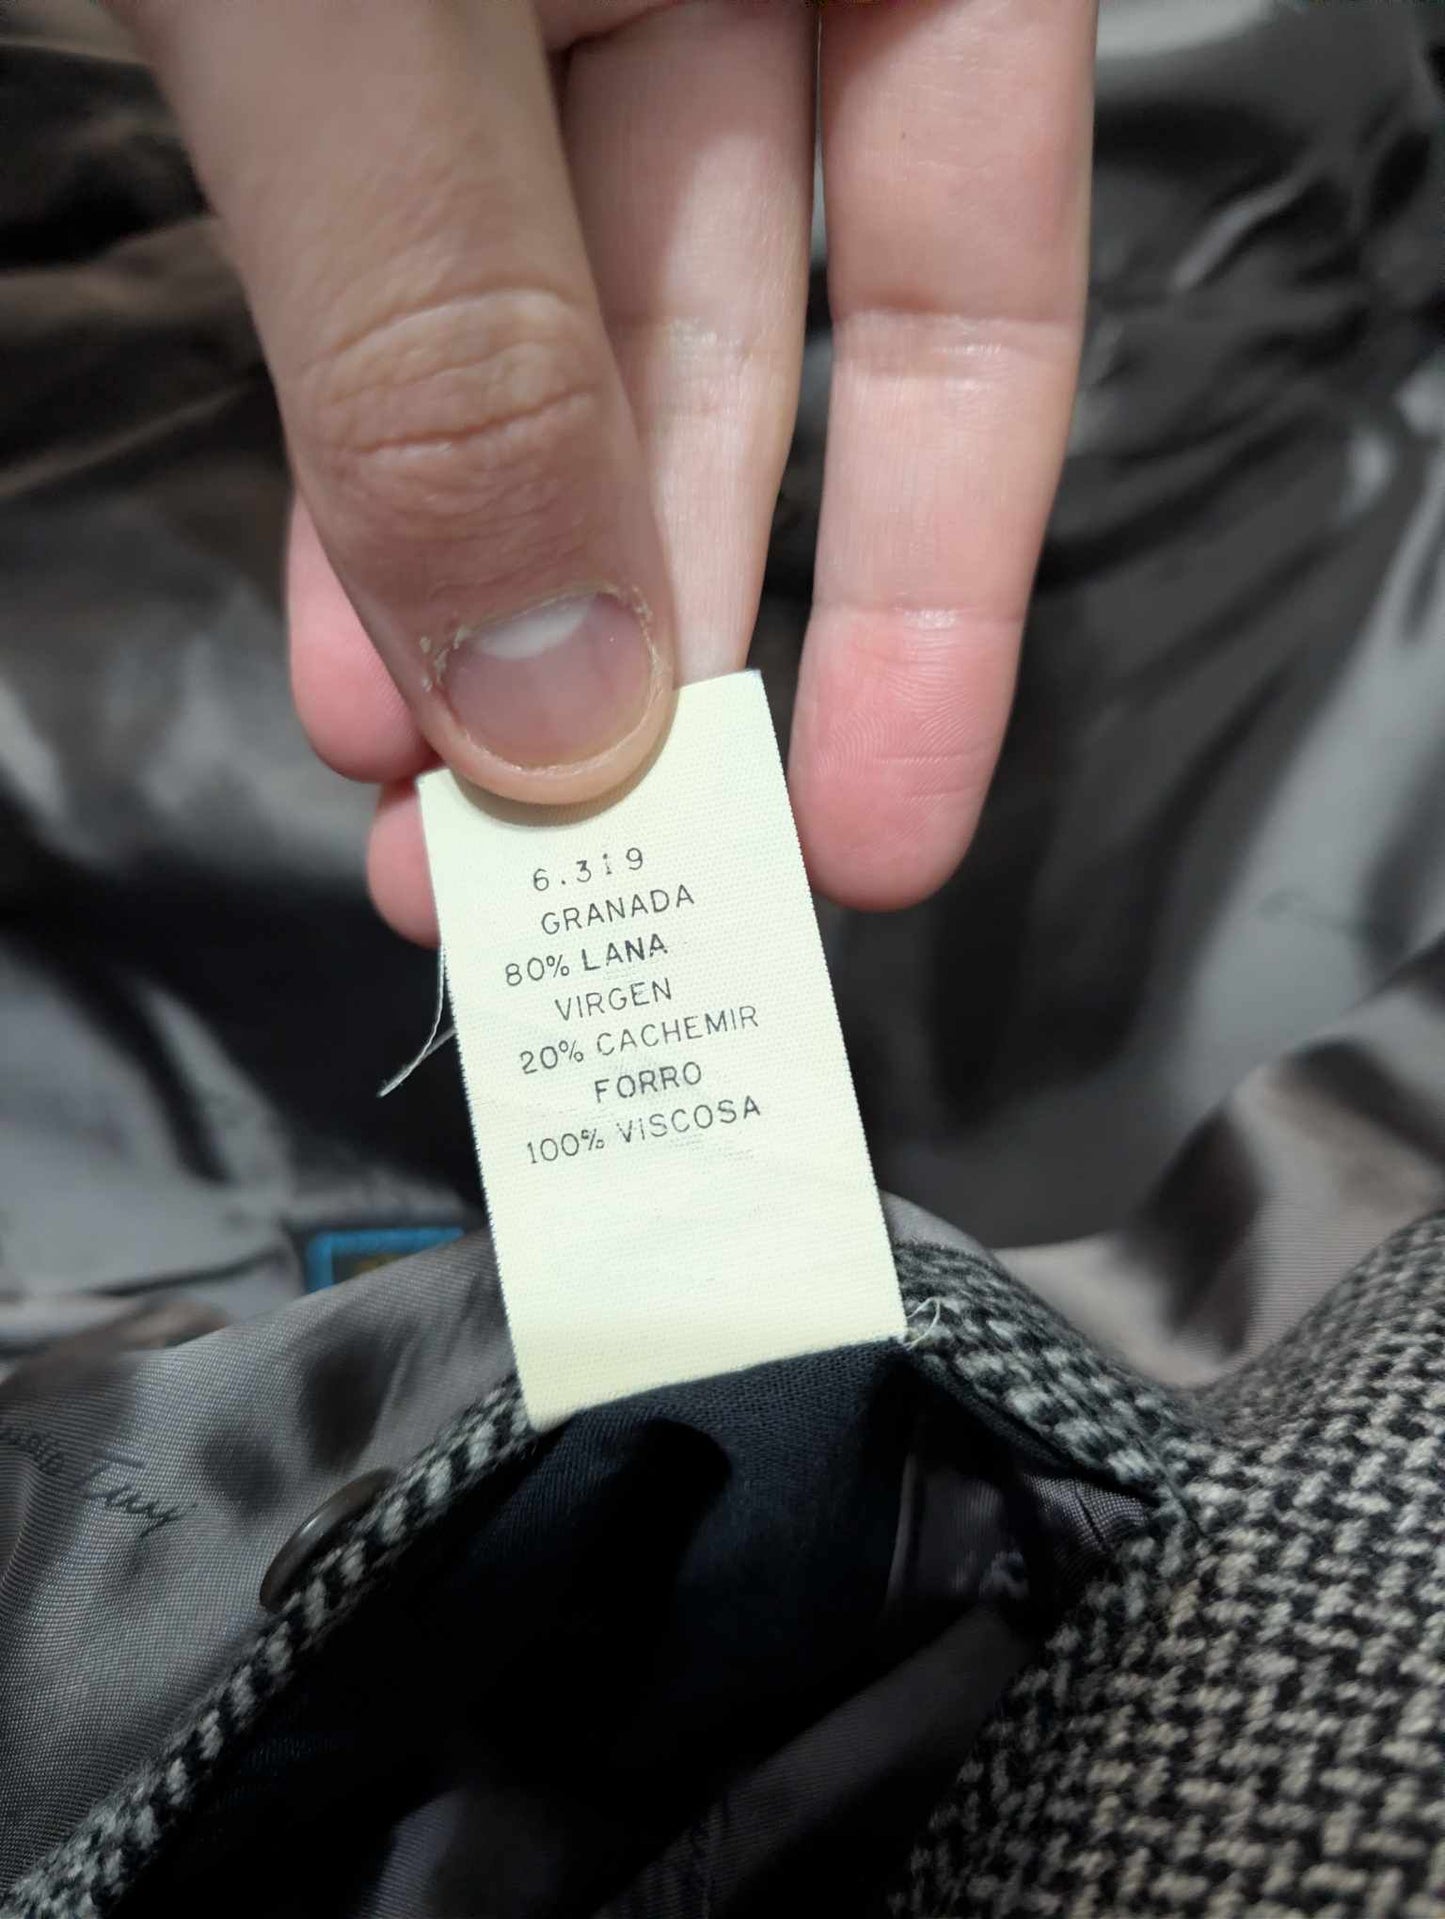 6.319
GRANADA
80% LANA
VIRGEN
20% CACHEMIR
FORRO
100% VISCOSA